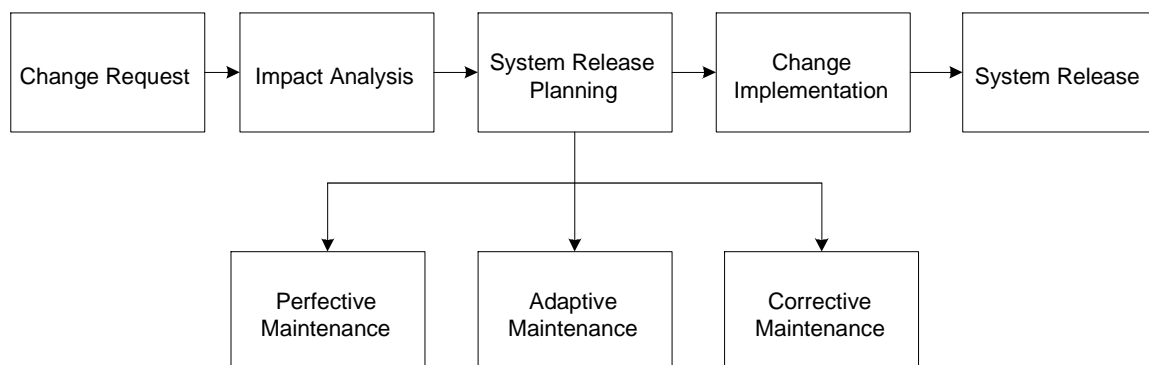 Change Request
Impact Analysis
System Release
Planning
Change
Implementation
System Release
Perfective
Maintenance
Adaptive
Maintenance
Corrective
Maintenance